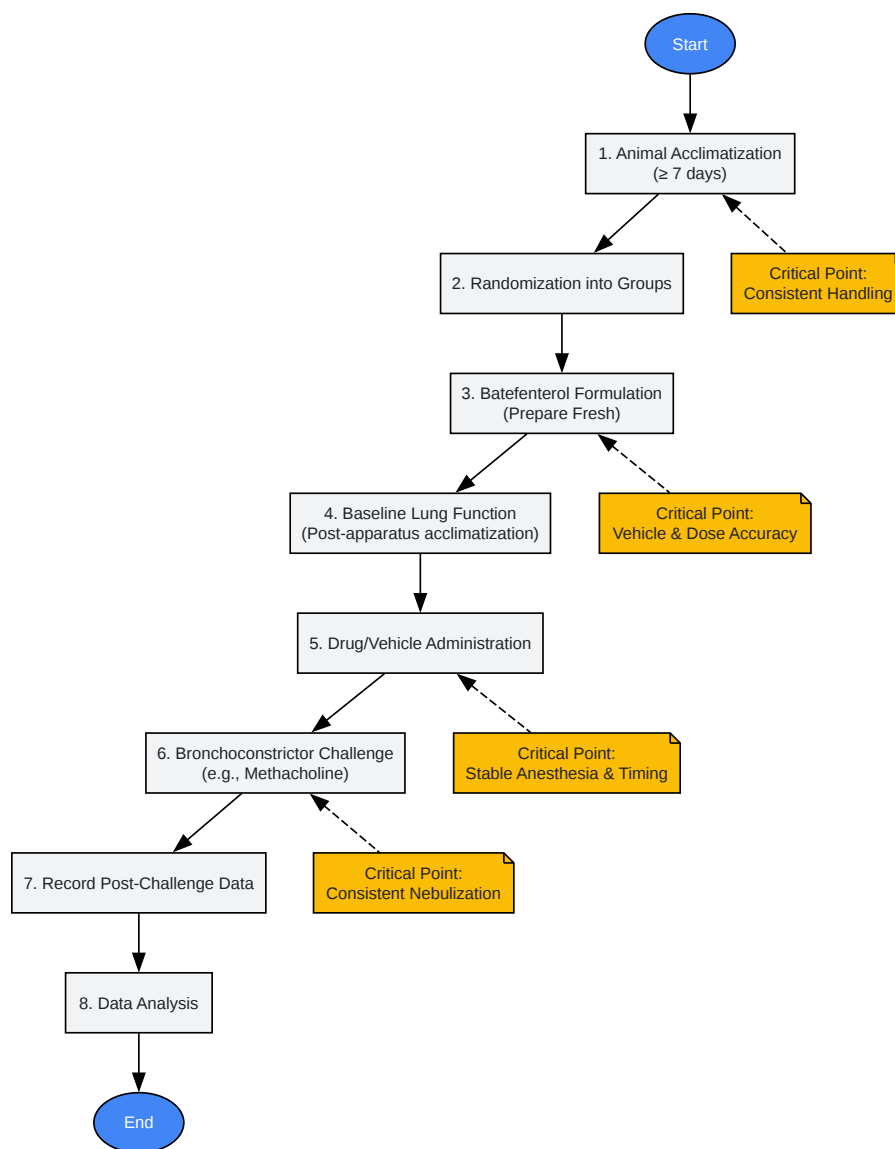 Start
1. Animal Acclimatization
(≥ 7 days)
2. Randomization into Groups
Critical Point:
Consistent Handling
3. Batefenterol Formulation
(Prepare Fresh)
4. Baseline Lung Function
(Post-apparatus acclimatization)
Critical Point:
Vehicle & Dose Accuracy
5. Drug/Vehicle Administration
6. Bronchoconstrictor Challenge
(e.g., Methacholine)
Critical Point:
Stable Anesthesia & Timing
7. Record Post-Challenge Data
Critical Point:
Consistent Nebulization
8. Data Analysis
End